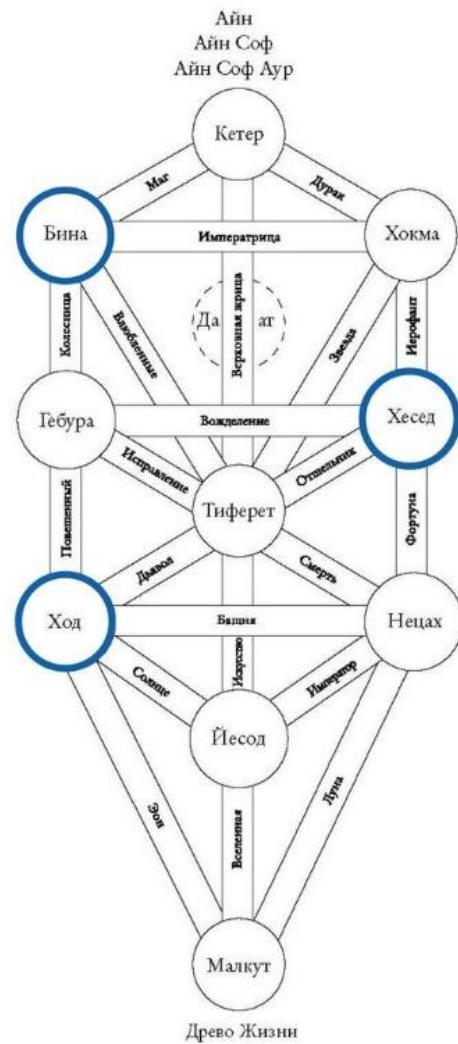 Айн
Айн Соф
Айн Соф Аур
Кетер
Маг
Дурак
Бина
Императрица
Хокма
Колесница
Влюбленные
Да
Верховная жрица
ат
Звезда
Иерофант
Гебура
Вожделение
Хесед
Исправление
Отшельник
Тиферет
Повешенный
Фортуна
Дьявол
Смерть
Ход
Башня
Нецах
Искусство
Солнце
Император
Йесод
Эон
Вселенная
Луна
Малкут
Древо Жизни